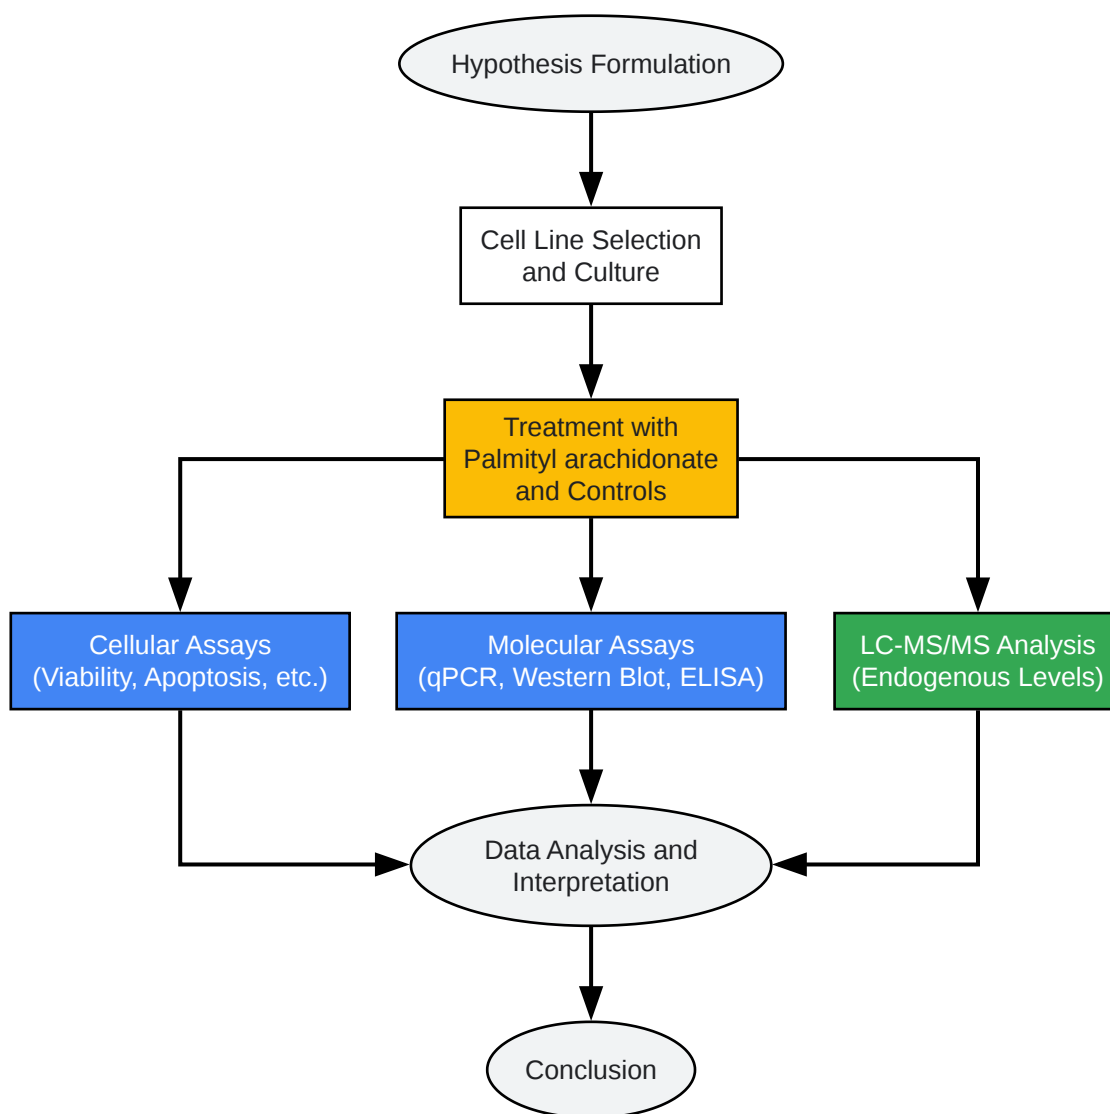 Hypothesis Formulation
Cell Line Selection
and Culture
Treatment with
Palmityl arachidonate
and Controls
Cellular Assays
(Viability, Apoptosis, etc.)
Molecular Assays
(qPCR, Western Blot, ELISA)
LC-MS/MS Analysis
(Endogenous Levels)
Data Analysis and
Interpretation
Conclusion